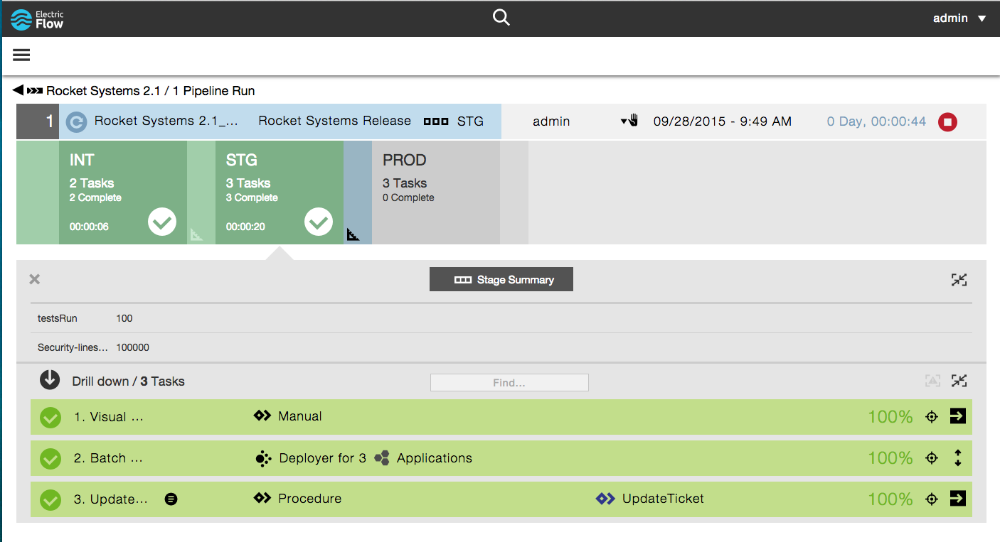 Electric
Flow
admin
Rocket Systems 2.1 / 1 Pipeline Run
1 Rocket Systems 2.1_... Rocket Systems Release STG admin 09/28/2015 - 9:49 AM 0 Day, 00:00:44
INT STG PROD
2 Tasks 3 Tasks 3 Tasks
2 Complete 3 Complete 0 Complete
00:00:06 00:00:20
Stage Summary
testsRun 100
Security-lines... 100000
Drill down / 3 Tasks Find...
1. Visual ... Manual 100%
2. Batch ... Deployer for 3 Applications 100%
3. Update... Procedure UpdateTicket 100%